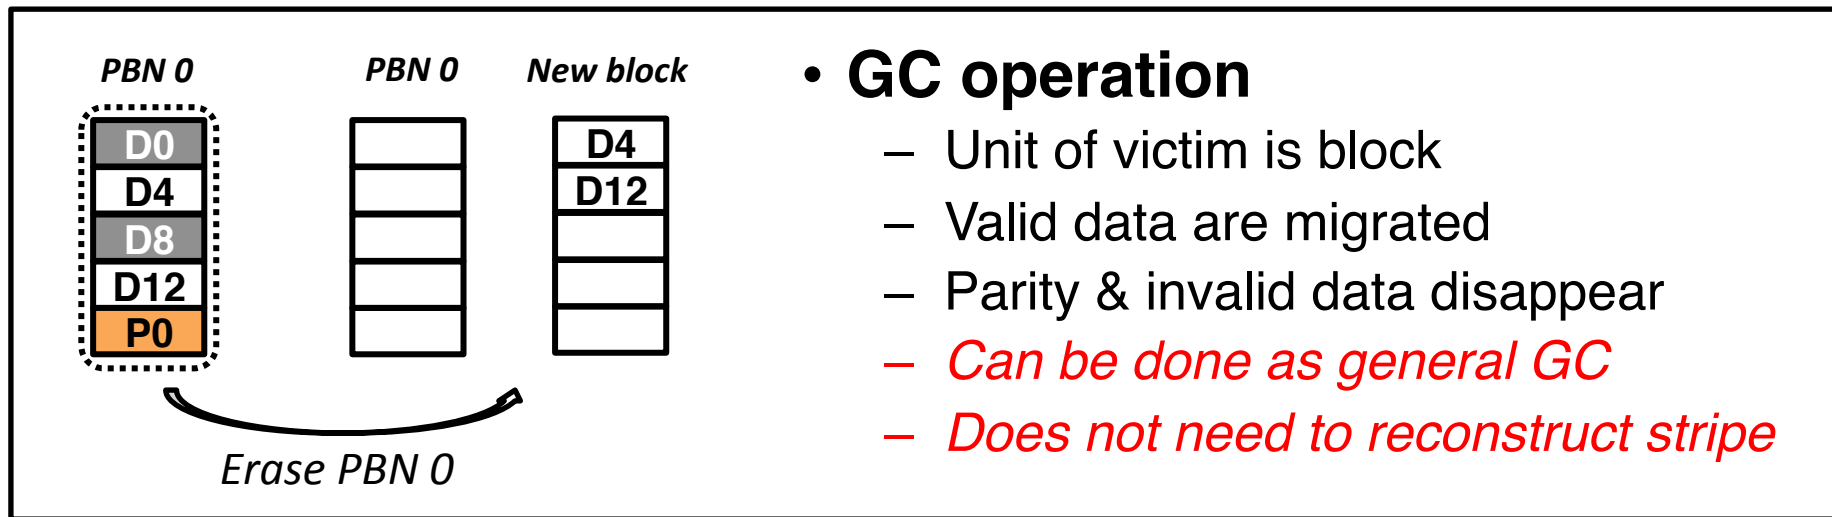 PBN 0
PBN 0
New block
D0
D4
D8
D12
P0
D4
D12
Erase PBN 0
• GC operation
– Unit of victim is block
– Valid data are migrated
– Parity & invalid data disappear
– Can be done as general GC
– Does not need to reconstruct stripe